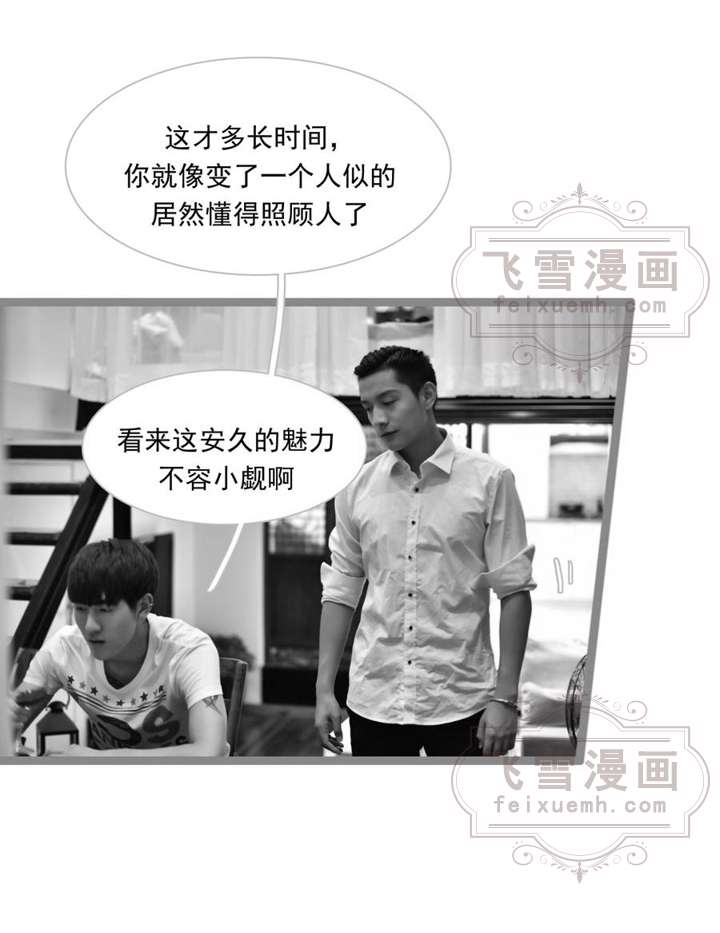 这才多长时间，
你就像变了一个人似的
居然懂得照顾人了
飞雪漫画
feixuemh.com
看来这安久的魅力
不容小觑啊
飞雪漫画
feixuemh.com